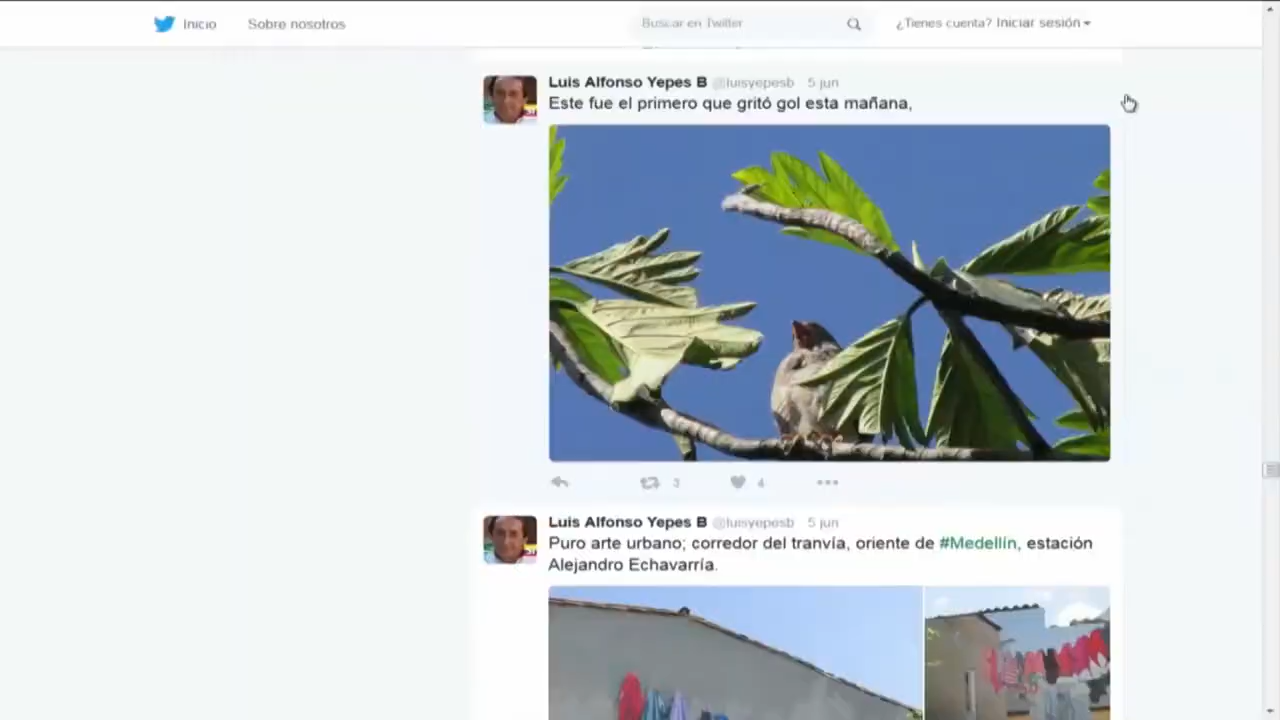 Inicio
Sobre nosotros
Buscar en Twitter
¿Tienes cuenta? Iniciar sesión
Luis Alfonso Yepes B @luisyepesb 5 jun
Este fue el primero que gritó gol esta mañana,
3
4
Luis Alfonso Yepes B @luisyepesb 5 jun
Puro arte urbano; corredor del tranvía, oriente de #Medellín, estación
Alejandro Echavarría.